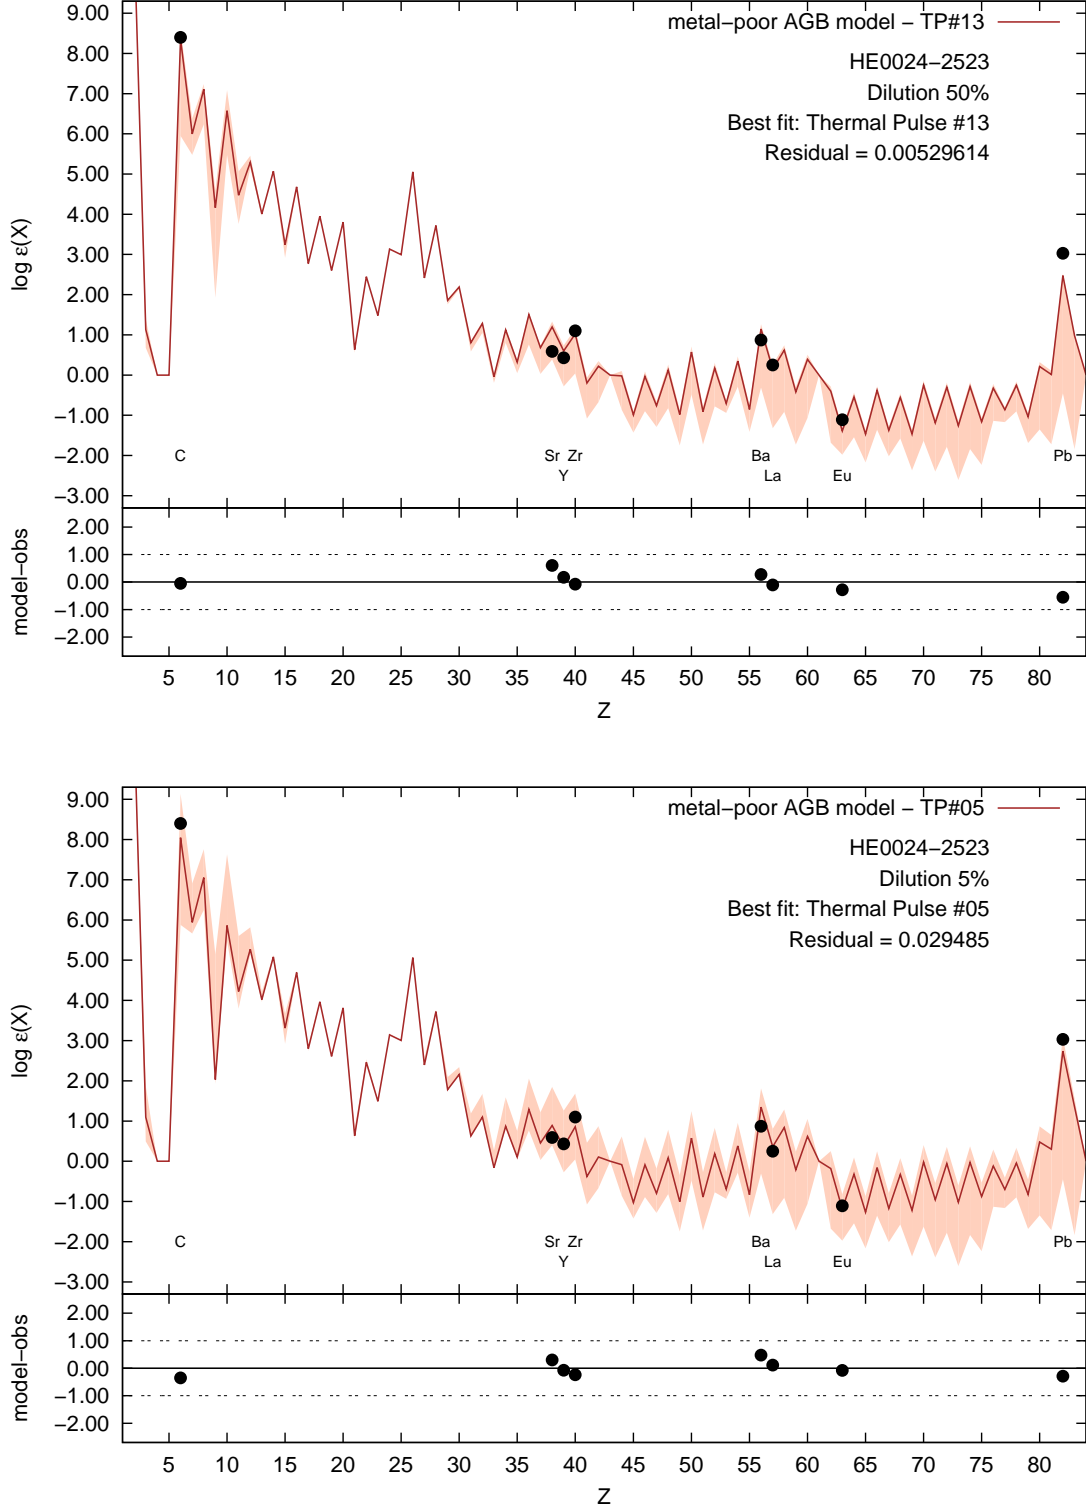 metal−poor AGB model − TP#13
HE0024−2523
Dilution 50%
Best fit: Thermal Pulse #13
Residual = 0.00529614
9.00
8.00
7.00
6.00
5.00
4.00
3.00
2.00
1.00
0.00
−1.00
−2.00
−3.00
log ε(X)
C
Sr Zr
Y
Ba
La
Eu
Pb
2.00
1.00
0.00
−1.00
−2.00
model−obs
5 10 15 20 25 30 35 40 45 50 55 60 65 70 75 80
Z
metal−poor AGB model − TP#05
HE0024−2523
Dilution 5%
Best fit: Thermal Pulse #05
Residual = 0.029485
9.00
8.00
7.00
6.00
5.00
4.00
3.00
2.00
1.00
0.00
−1.00
−2.00
−3.00
log ε(X)
C
Sr Zr
Y
Ba
La
Eu
Pb
2.00
1.00
0.00
−1.00
−2.00
model−obs
5 10 15 20 25 30 35 40 45 50 55 60 65 70 75 80
Z